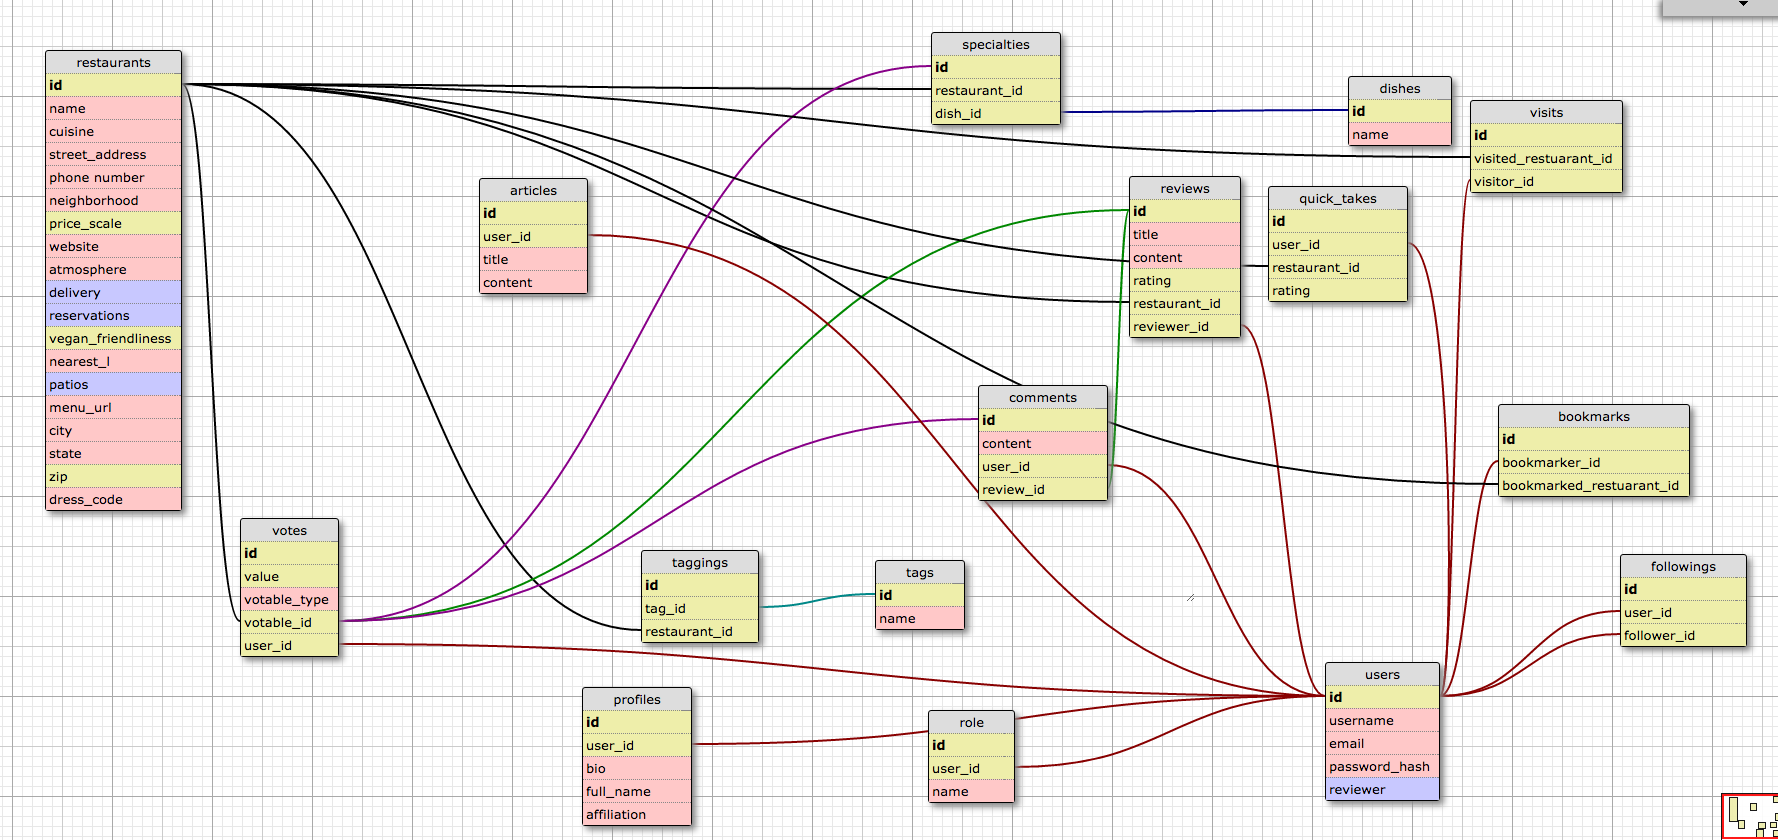 restaurants
id
name
cuisine
street_address
phone number
neighborhood
price_scale
website
atmosphere
delivery
reservations
vegan_friendliness
nearest_l
patios
menu_url
city
state
zip
dress_code
specialties
id
restaurant_id
dish_id
dishes
id
name
visits
id
visited_restuarant_id
visitor_id
articles
id
user_id
title
content
reviews
id
title
content
rating
restaurant_id
reviewer_id
quick_takes
id
user_id
restaurant_id
rating
comments
id
content
user_id
review_id
bookmarks
id
bookmarker_id
bookmarked_restuarant_id
votes
id
value
votable_type
votable_id
user_id
taggings
id
tag_id
restaurant_id
tags
id
name
followings
id
user_id
follower_id
profiles
id
user_id
bio
full_name
affiliation
role
id
user_id
name
users
id
username
email
password_hash
reviewer